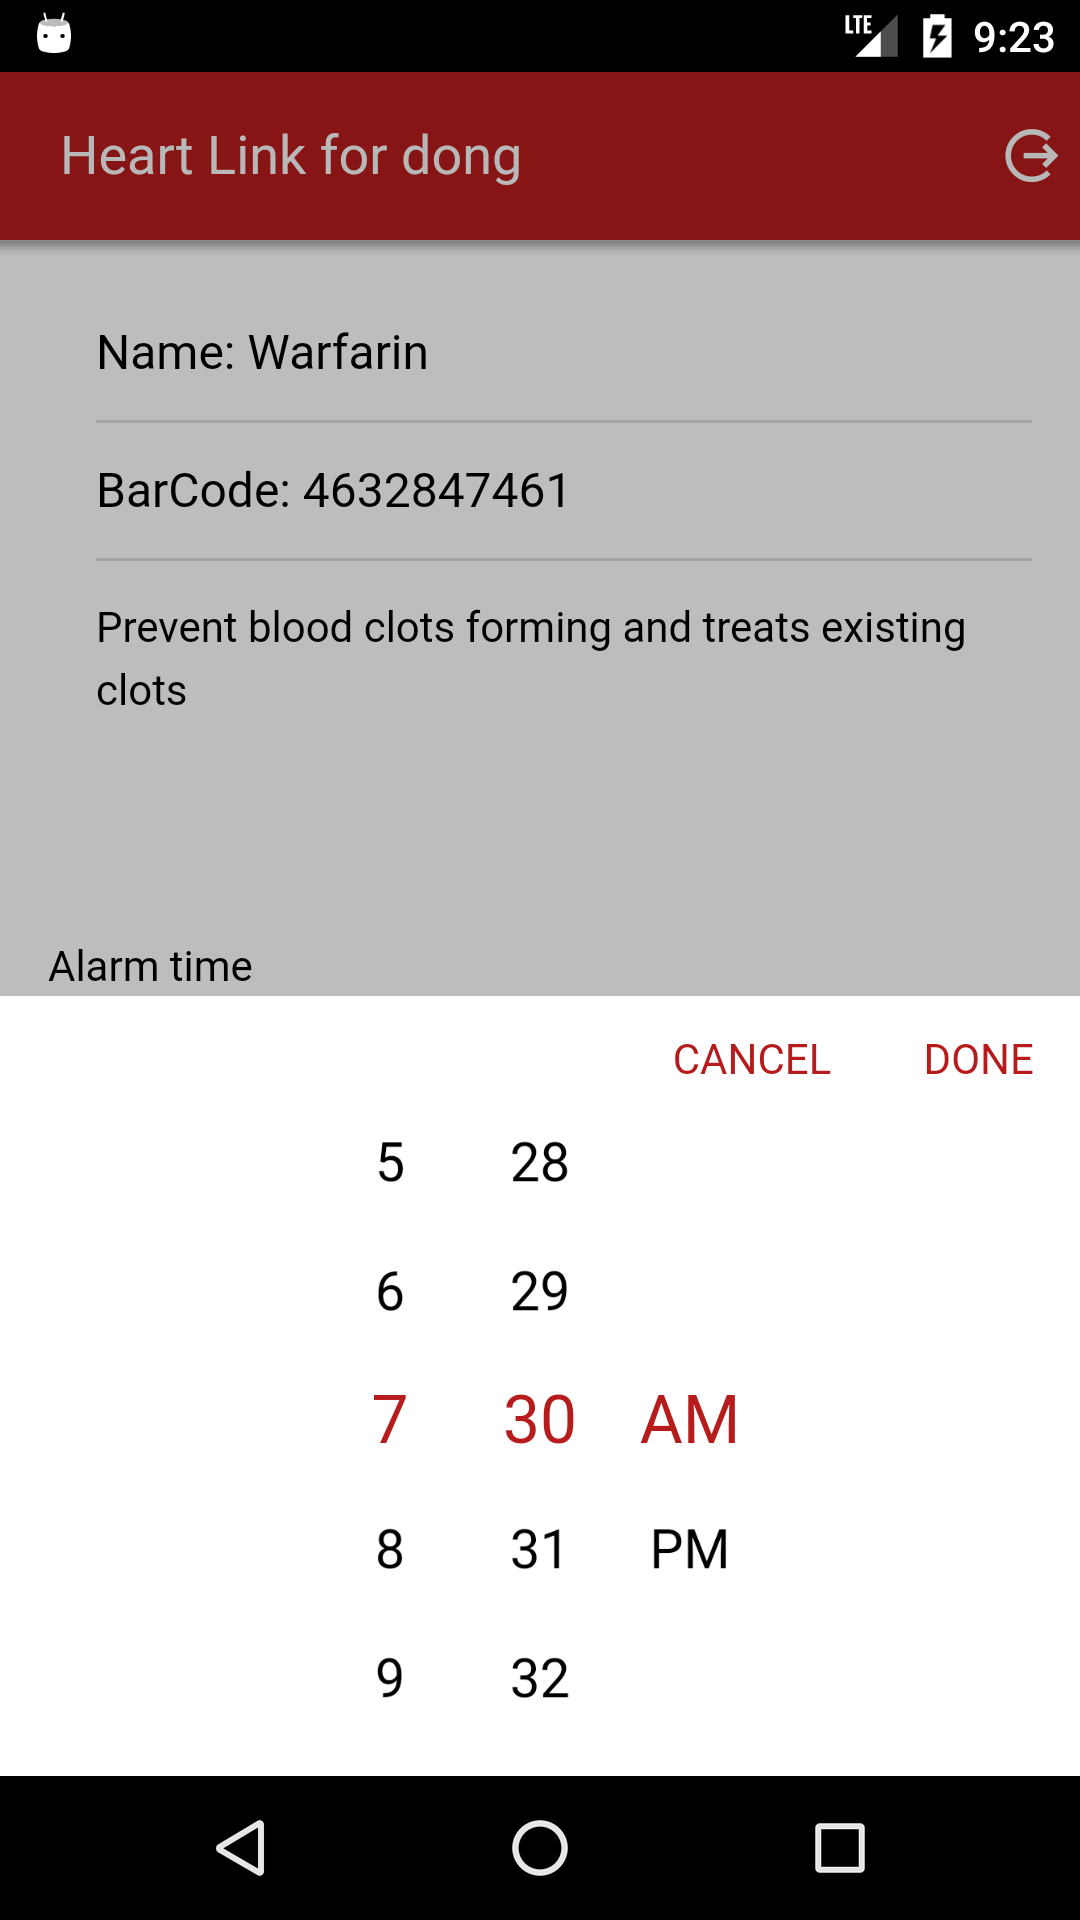 LTE 9:23
Heart Link for dong
Name: Warfarin
BarCode: 4632847461
Prevent blood clots forming and treats existing
clots
Alarm time
CANCEL DONE
5 28
6 29
7 30 AM
8 31 PM
9 32